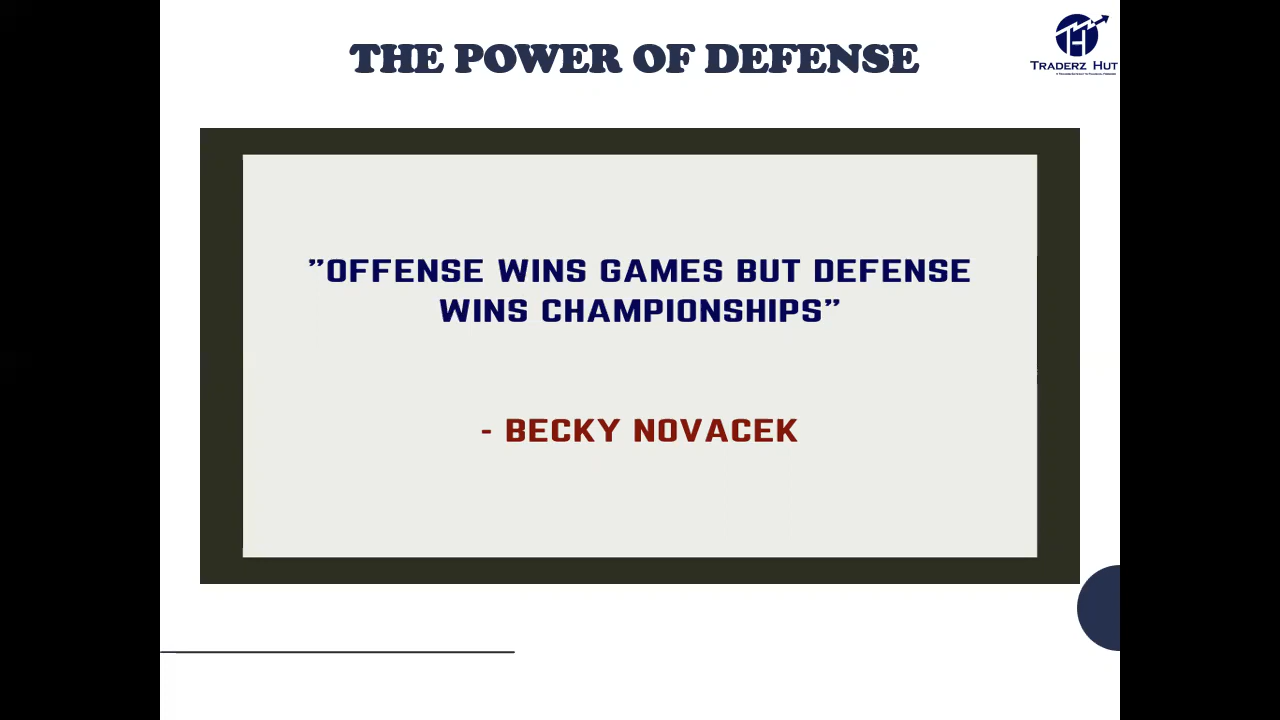 THE POWER OF DEFENSE
TRADERZ HUT
”OFFENSE WINS GAMES BUT DEFENSE
WINS CHAMPIONSHIPS”
- BECKY NOVACEK